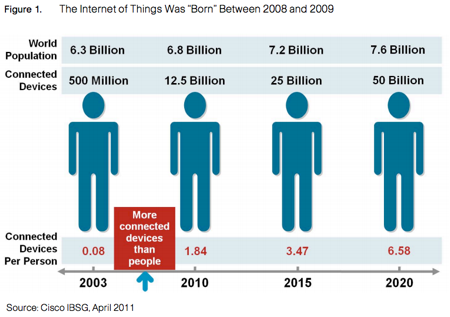 Figure 1. The Internet of Things Was "Born" Between 2008 and 2009
World Population 6.3 Billion 6.8 Billion 7.2 Billion 7.6 Billion
Connected Devices 500 Million 12.5 Billion 25 Billion 50 Billion
More
connected
devices
than
people
Connected Devices Per Person 0.08 1.84 3.47 6.58
2003 2010 2015 2020
Source: Cisco IBSG, April 2011